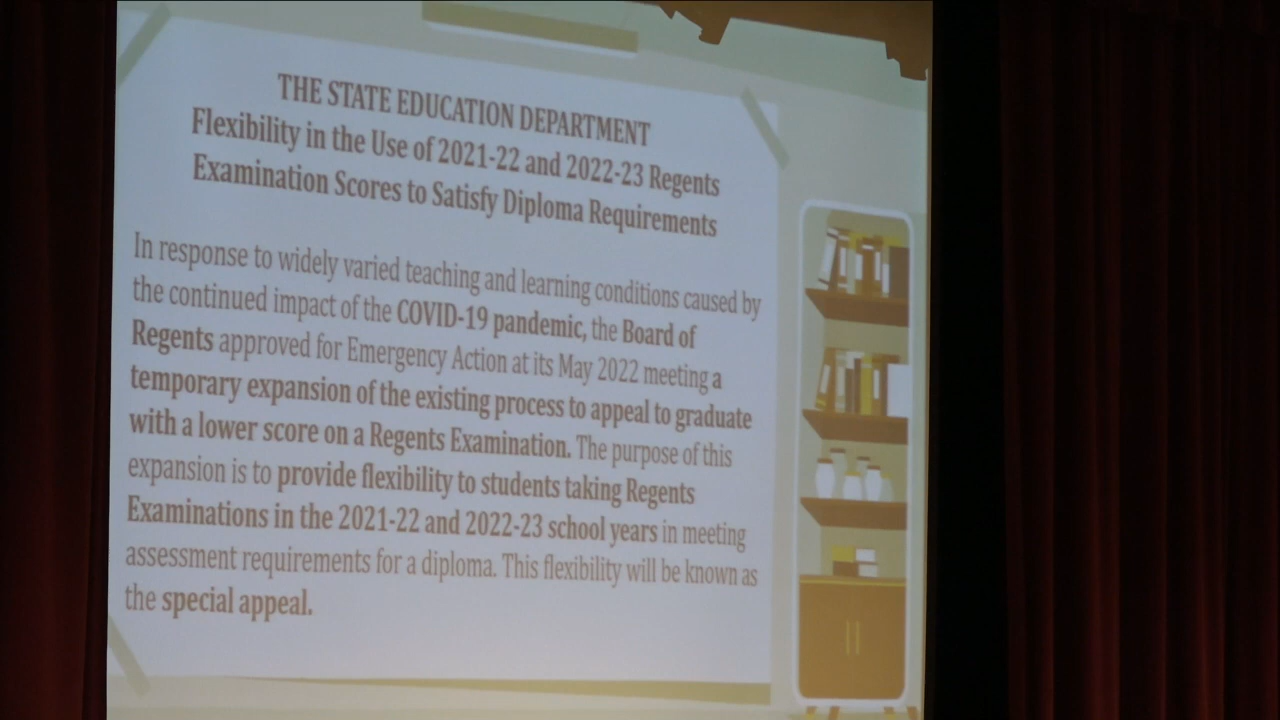 THE STATE EDUCATION DEPARTMENT
Flexibility in the Use of 2021-22 and 2022-23 Regents
Examination Scores to Satisfy Diploma Requirements
In response to widely varied teaching and learning conditions caused by
the continued impact of the COVID-19 pandemic, the Board of
Regents approved for Emergency Action at its May 2022 meeting a
temporary expansion of the existing process to appeal to graduate
with a lower score on a Regents Examination. The purpose of this
expansion is to provide flexibility to students taking Regents
Examinations in the 2021-22 and 2022-23 school years in meeting
assessment requirements for a diploma. This flexibility will be known as
the special appeal.